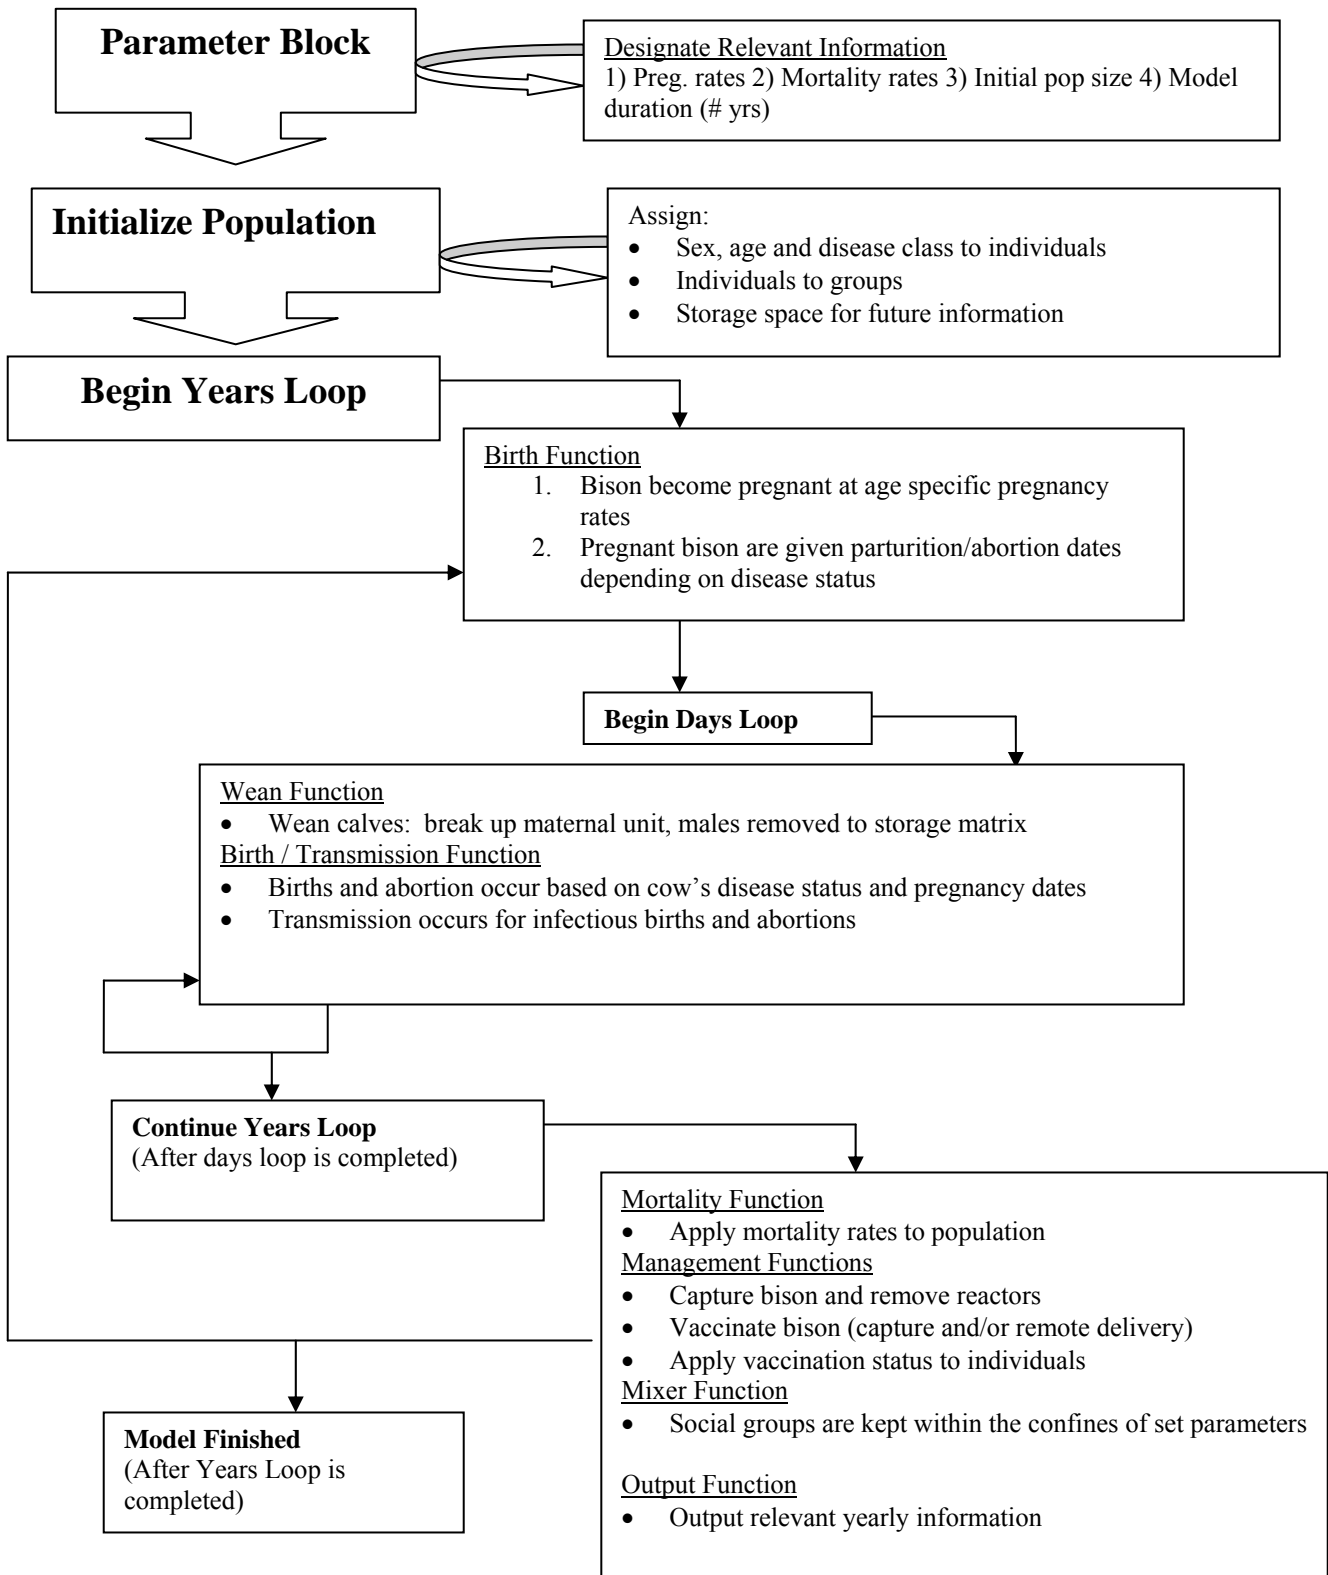 Parameter Block
Designate Relevant Information
1) Preg. rates 2) Mortality rates 3) Initial pop size 4) Model
duration (# yrs)
Initialize Population
Assign:
• Sex, age and disease class to individuals
• Individuals to groups
• Storage space for future information
Begin Years Loop
Birth Function
1. Bison become pregnant at age specific pregnancy
rates
2. Pregnant bison are given parturition/abortion dates
depending on disease status
Begin Days Loop
Wean Function
• Wean calves: break up maternal unit, males removed to storage matrix
Birth / Transmission Function
• Births and abortion occur based on cow's disease status and pregnancy dates
• Transmission occurs for infectious births and abortions
Continue Years Loop
(After days loop is completed)
Mortality Function
• Apply mortality rates to population
Management Functions
• Capture bison and remove reactors
• Vaccinate bison (capture and/or remote delivery)
• Apply vaccination status to individuals
Mixer Function
• Social groups are kept within the confines of set parameters
Output Function
• Output relevant yearly information
Model Finished
(After Years Loop is
completed)